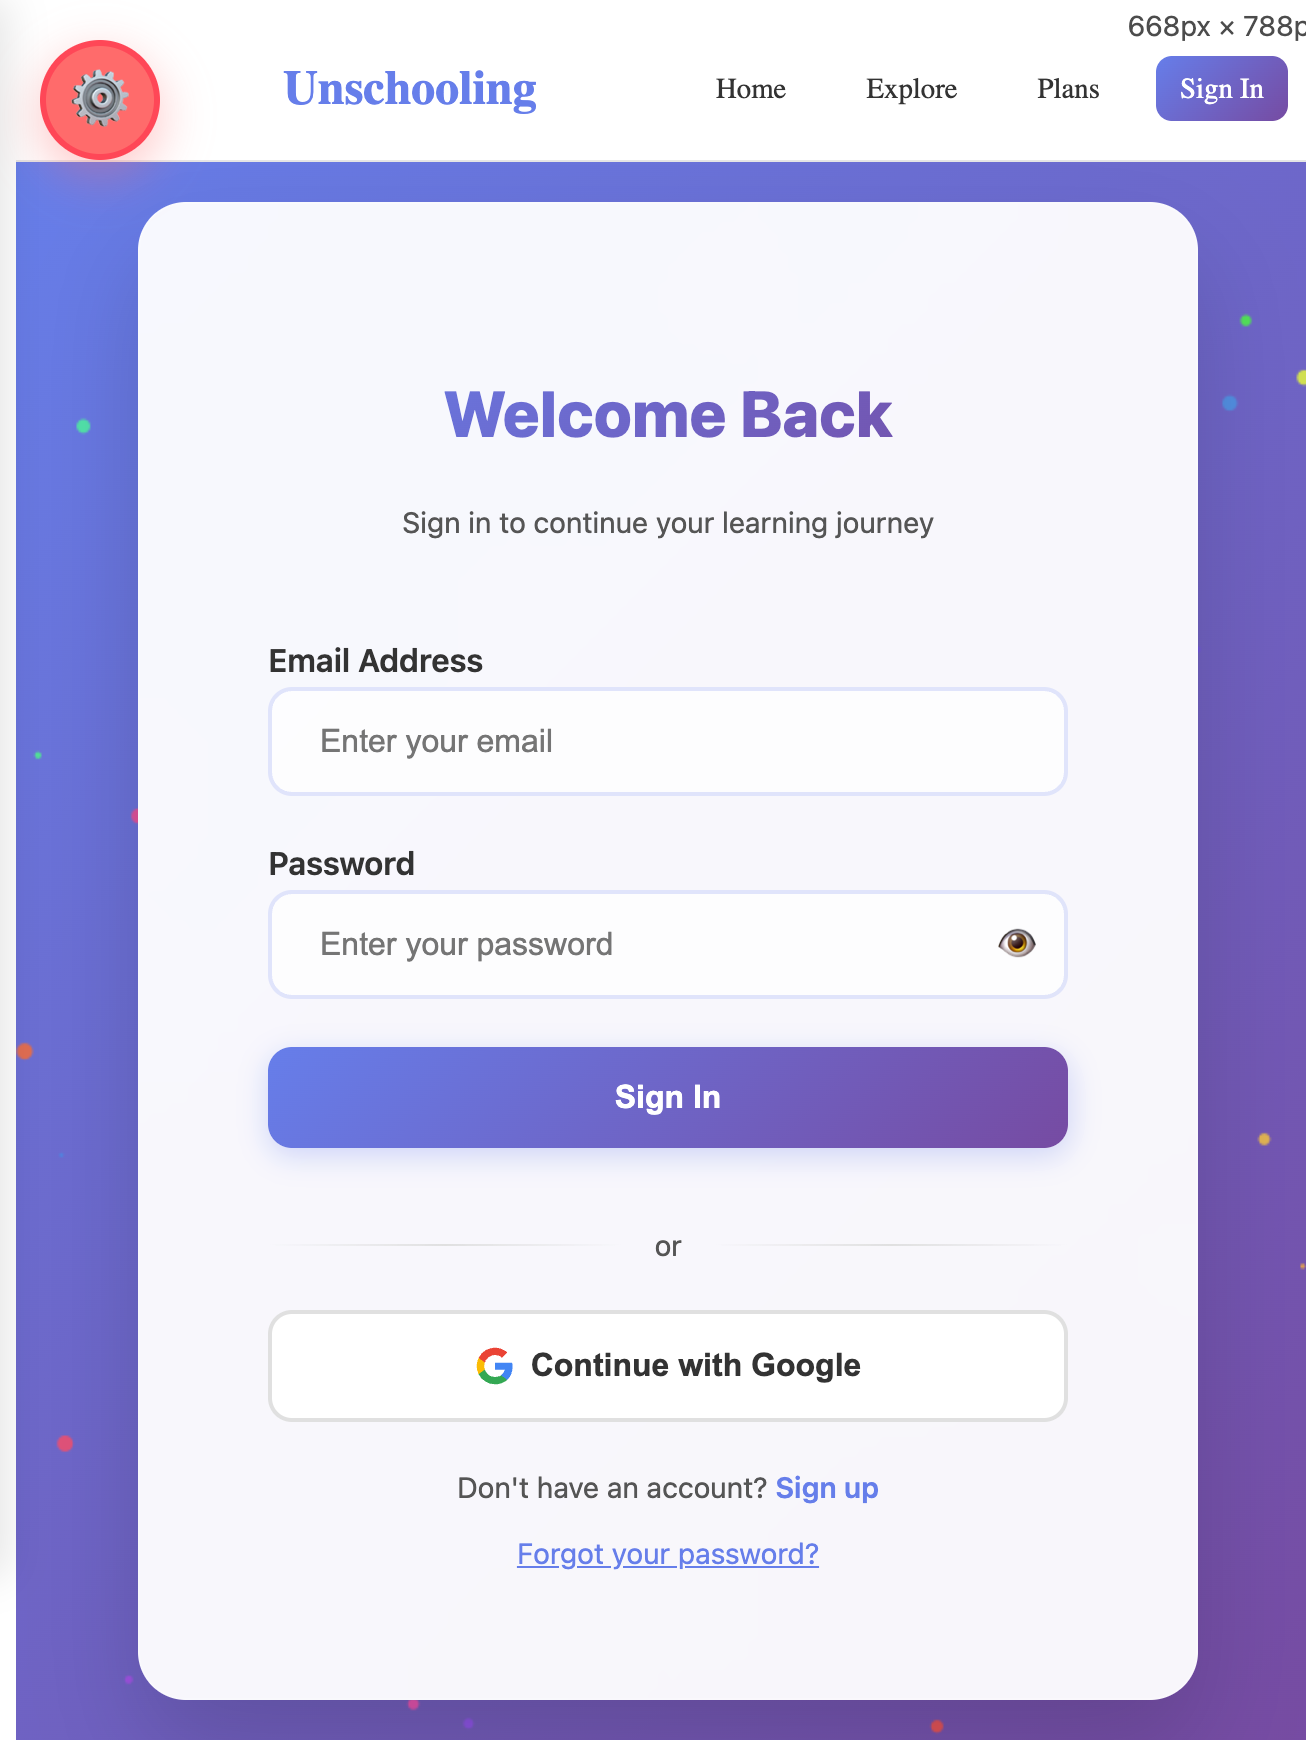 668px × 788p
Unschooling
Home
Explore
Plans
Sign In
Welcome Back
Sign in to continue your learning journey
Email Address
Enter your email
Password
Enter your password
Sign In
or
Continue with Google
Don't have an account? Sign up
Forgot your password?